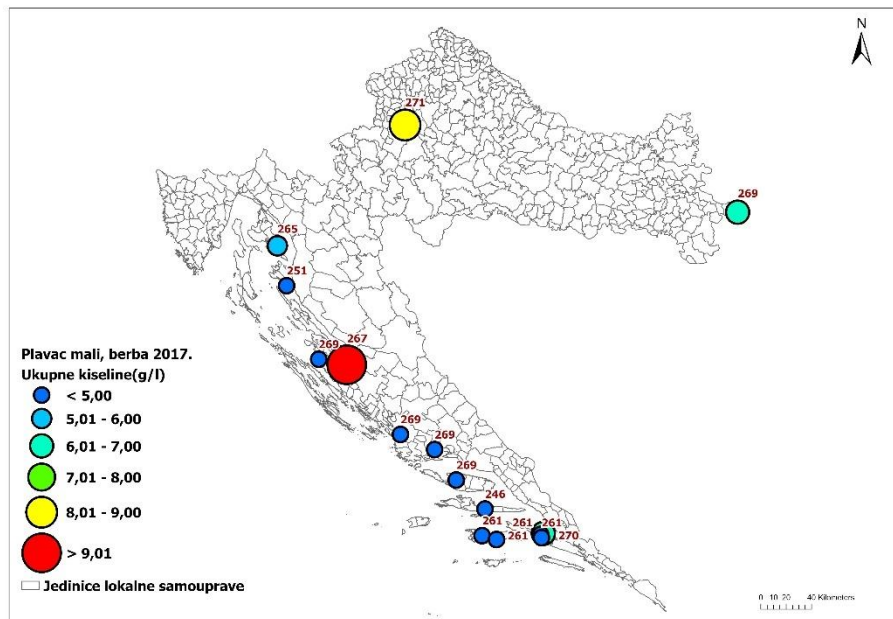 N
271
269
265
251
269
267
269
269
269
246
261
261
261
261
270
Plavac mali, berba 2017.
Ukupne kiseline(g/l)
< 5,00
5,01 - 6,00
6,01 - 7,00
7,01 - 8,00
8,01 - 9,00
> 9,01
Jedinice lokalne samouprave
0 10 20 40 Kilometers